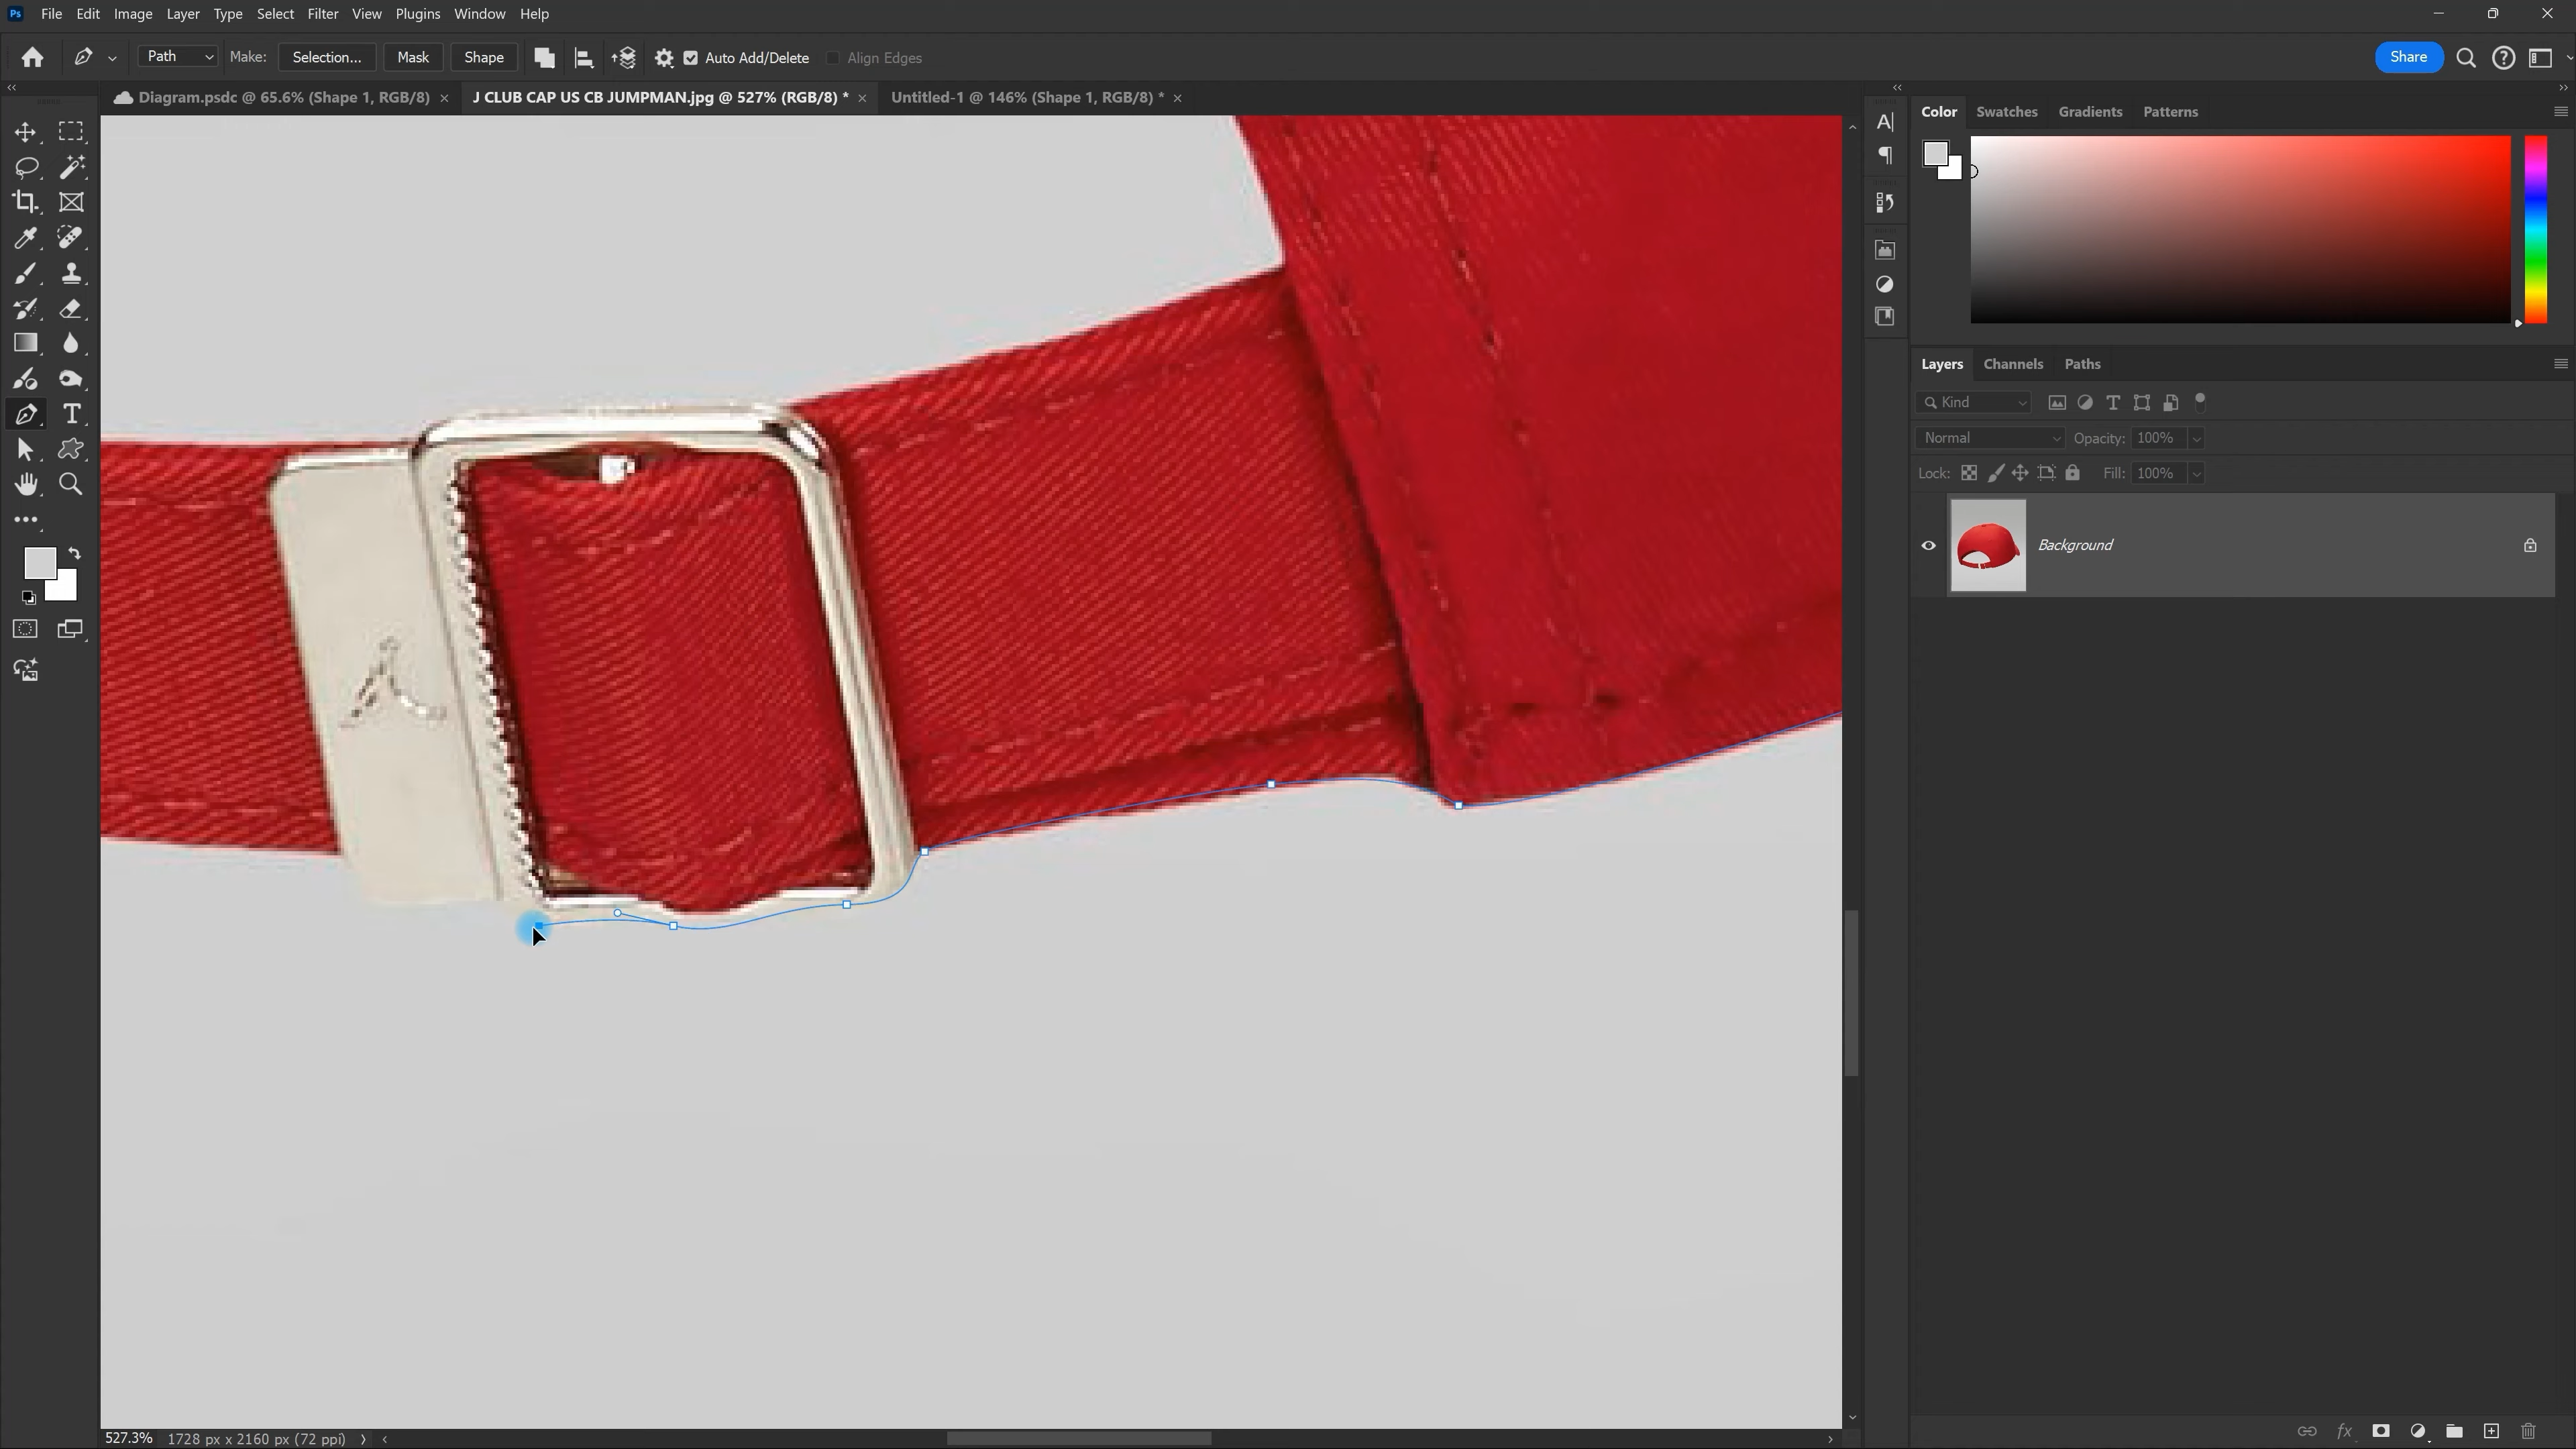 Ps File Edit Image Layer Type Select Filter View Plugins Window Help
Path Make: Selection... Mask Shape Auto Add/Delete Align Edges Share
Diagram.psdc @ 65.6% (Shape 1, RGB/8) × J CLUB CAP US CB JUMPMAN.jpg @ 527% (RGB/8) * × Untitled-1 @ 146% (Shape 1, RGB/8) * ×
Color Swatches Gradients Patterns
Layers Channels Paths
Kind
Normal Opacity: 100%
Lock: Fill: 100%
Background
527.3% 1728 px x 2160 px (72 ppi)